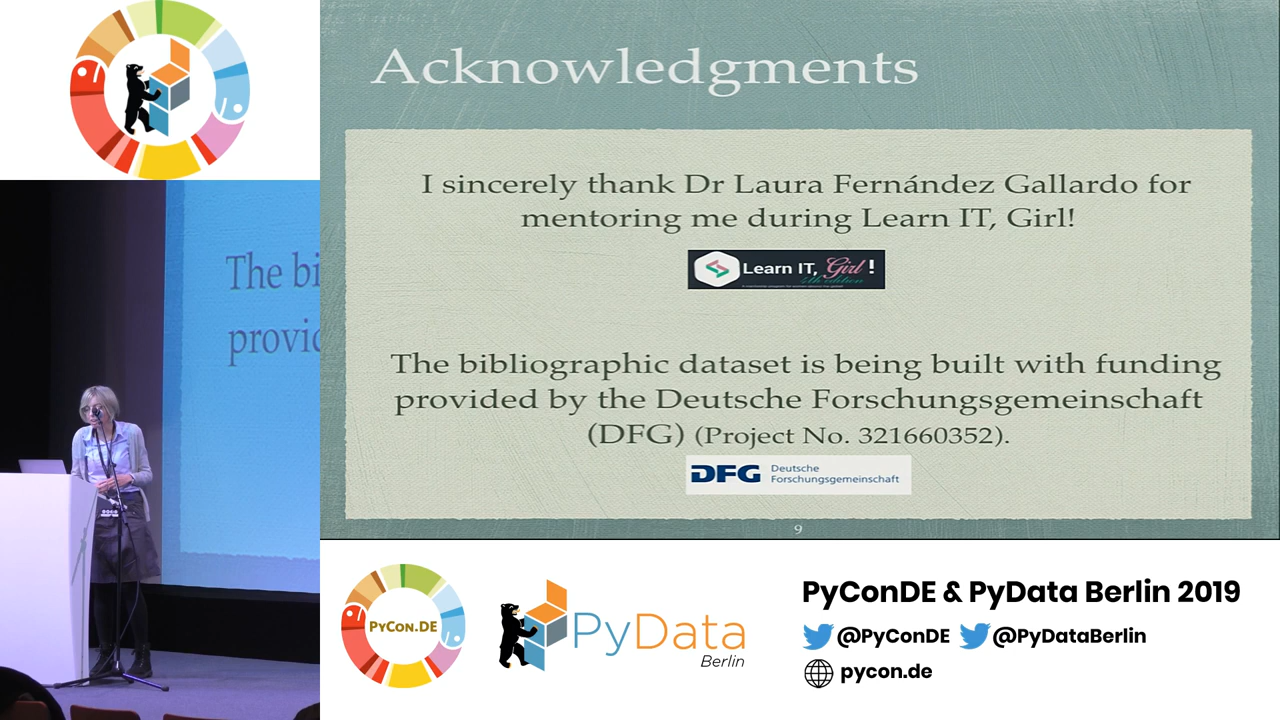 Acknowledgments
I sincerely thank Dr Laura Fernández Gallardo for
mentoring me during Learn IT, Girl!
Learn IT, Girl !
4th edition
The bibliographic dataset is being built with funding
provided by the Deutsche Forschungsgemeinschaft
(DFG) (Project No. 321660352).
DFG Deutsche
Forschungsgemeinschaft
9
The bi
provid
PyCon.DE
PyData
Berlin
PyConDE & PyData Berlin 2019
@PyConDE @PyDataBerlin
pycon.de